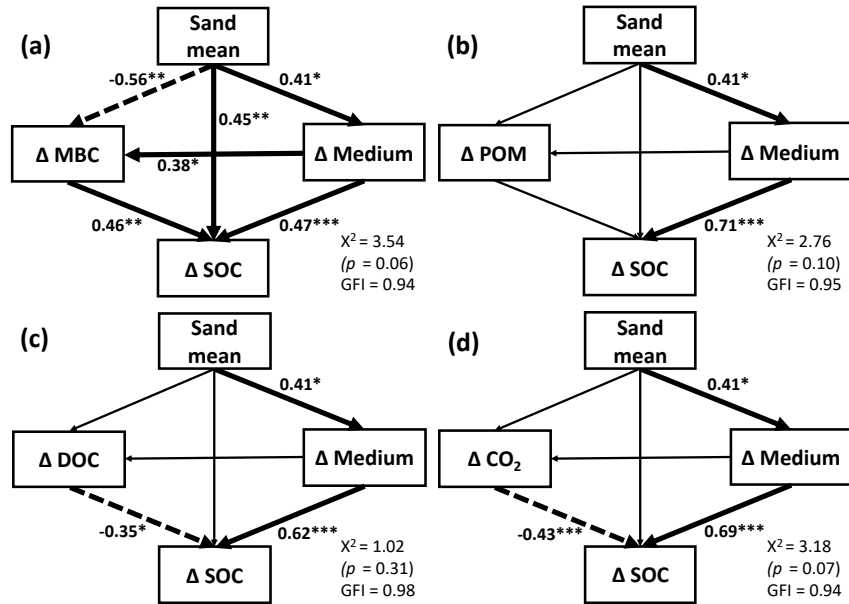 (a)
Sand
mean
-0.56**
0.41*
0.45**
Δ MBC
Δ Medium
0.38*
0.46**
0.47***
Δ SOC
X² = 3.54
(p = 0.06)
GFI = 0.94
(b)
Sand
mean
0.41*
Δ POM
Δ Medium
0.71***
Δ SOC
X² = 2.76
(p = 0.10)
GFI = 0.95
(c)
Sand
mean
0.41*
Δ DOC
Δ Medium
-0.35*
0.62***
Δ SOC
X² = 1.02
(p = 0.31)
GFI = 0.98
(d)
Sand
mean
0.41*
Δ CO₂
Δ Medium
-0.43***
0.69***
Δ SOC
X² = 3.18
(p = 0.07)
GFI = 0.94